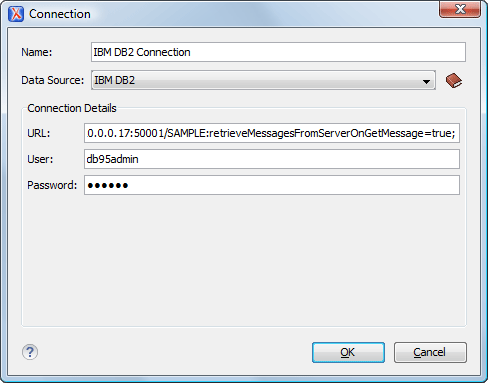 Connection
Name: IBM DB2 Connection
Data Source: IBM DB2
Connection Details
URL: 0.0.0.17:50001/SAMPLE:retrieveMessagesFromServerOnGetMessage=true;
User: db95admin
Password: ●●●●●●
OK Cancel